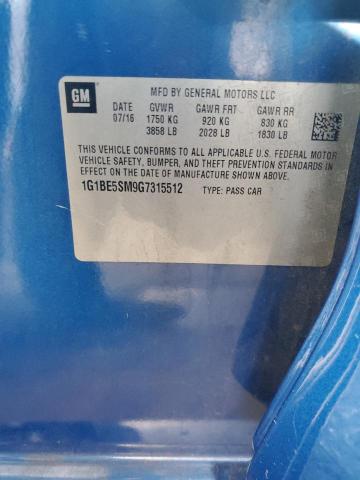 GM
MFD BY GENERAL MOTORS LLC
DATE GVWR GAWR FRT GAWR RR
07/16 1750 KG 920 KG 830 KG
3858 LB 2028 LB 1830 LB
THIS VEHICLE CONFORMS TO ALL APPLICABLE U.S. FEDERAL MOTOR
VEHICLE SAFETY, BUMPER, AND THEFT PREVENTION STANDARDS
IN EFFECT ON THE DATE OF MANUFACTURE SHOWN ABOVE.
1G1BE5SM9G7315512 TYPE: PASS CAR